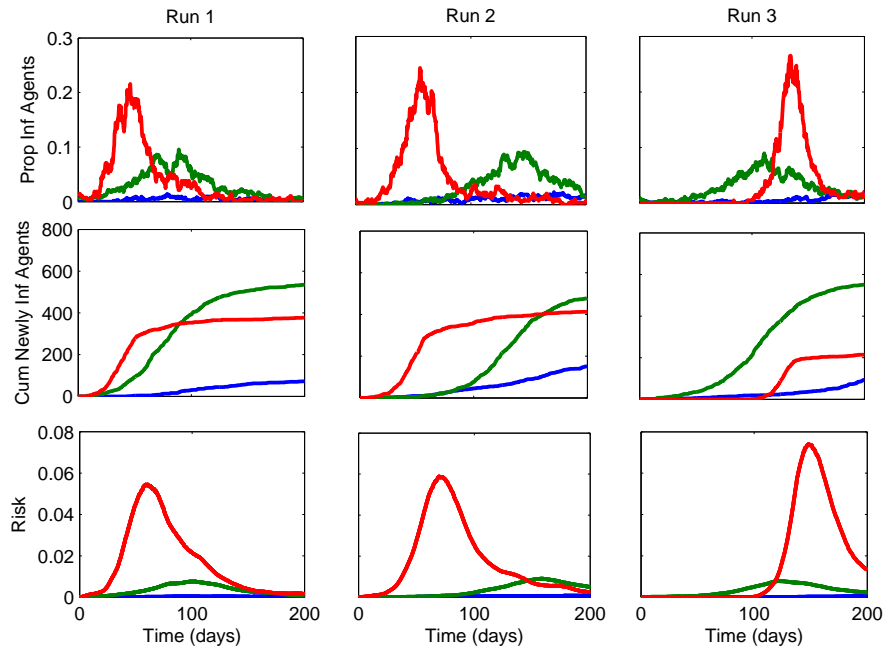 Run 1
Run 2
Run 3
Prop Inf Agents
0.3
0.2
0.1
0
Cum Newly Inf Agents
800
600
400
200
0
Risk
0.08
0.06
0.04
0.02
0
0 100 200
0 100 200
0 100 200
Time (days)
Time (days)
Time (days)